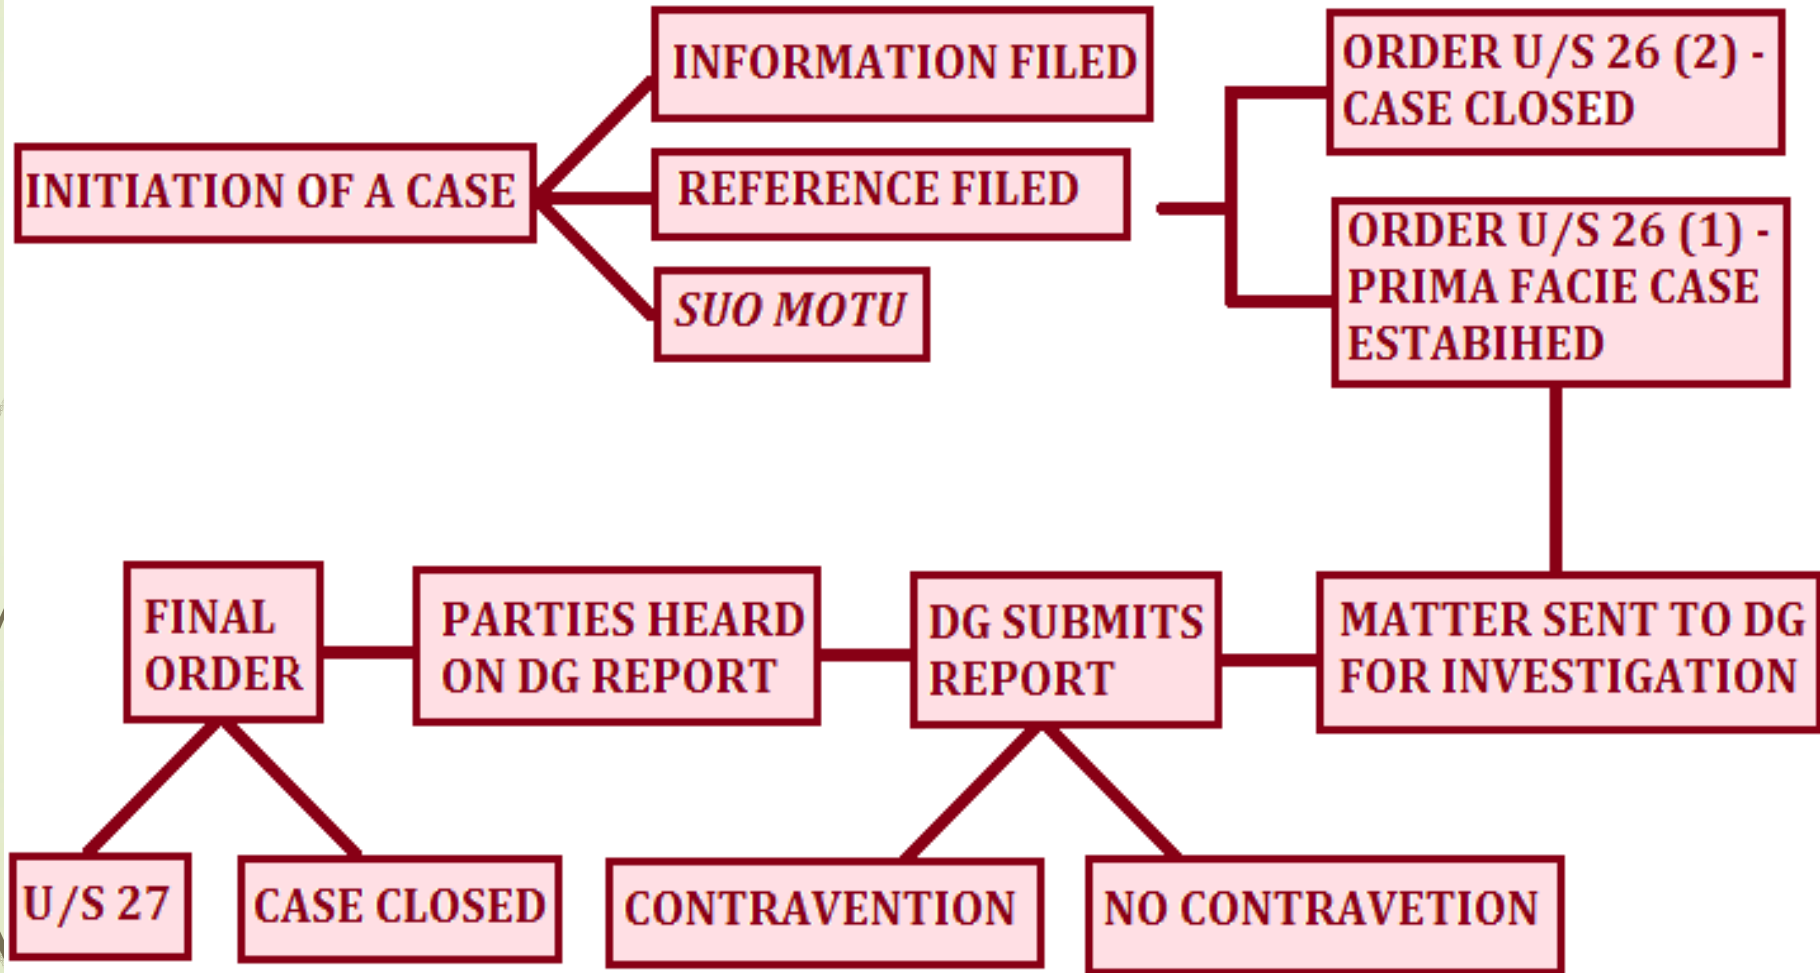 INITIATION OF A CASE
INFORMATION FILED
REFERENCE FILED
SUO MOTU
ORDER U/S 26 (2) -
CASE CLOSED
ORDER U/S 26 (1) -
PRIMA FACIE CASE
ESTABIHED
MATTER SENT TO DG
FOR INVESTIGATION
DG SUBMITS
REPORT
PARTIES HEARD
ON DG REPORT
FINAL
ORDER
U/S 27
CASE CLOSED
CONTRAVENTION
NO CONTRAVETION